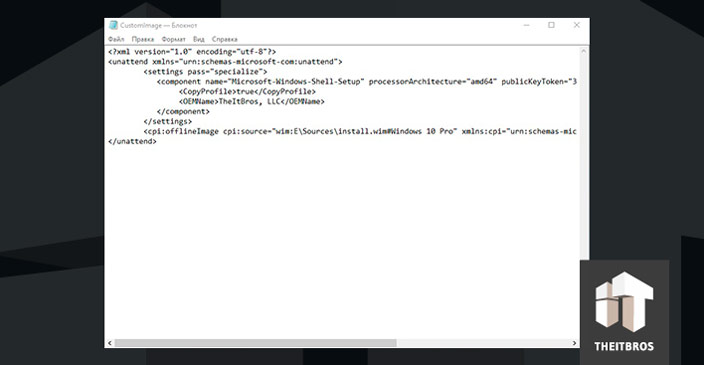 CustomImage — Блокнот
Файл Правка Формат Вид Справка
<?xml version="1.0" encoding="utf-8"?>
<unattend xmlns="urn:schemas-microsoft-com:unattend">
<settings pass="specialize">
<component name="Microsoft-Windows-Shell-Setup" processorArchitecture="amd64" publicKeyToken="3
<CopyProfile>true</CopyProfile>
<OEMName>TheItBros, LLC</OEMName>
</component>
</settings>
<cpi:offlineImage cpi:source="wim:E\Sources\install.wim#Windows 10 Pro" xmlns:cpi="urn:schemas-mic
</unattend>
THEITBROS